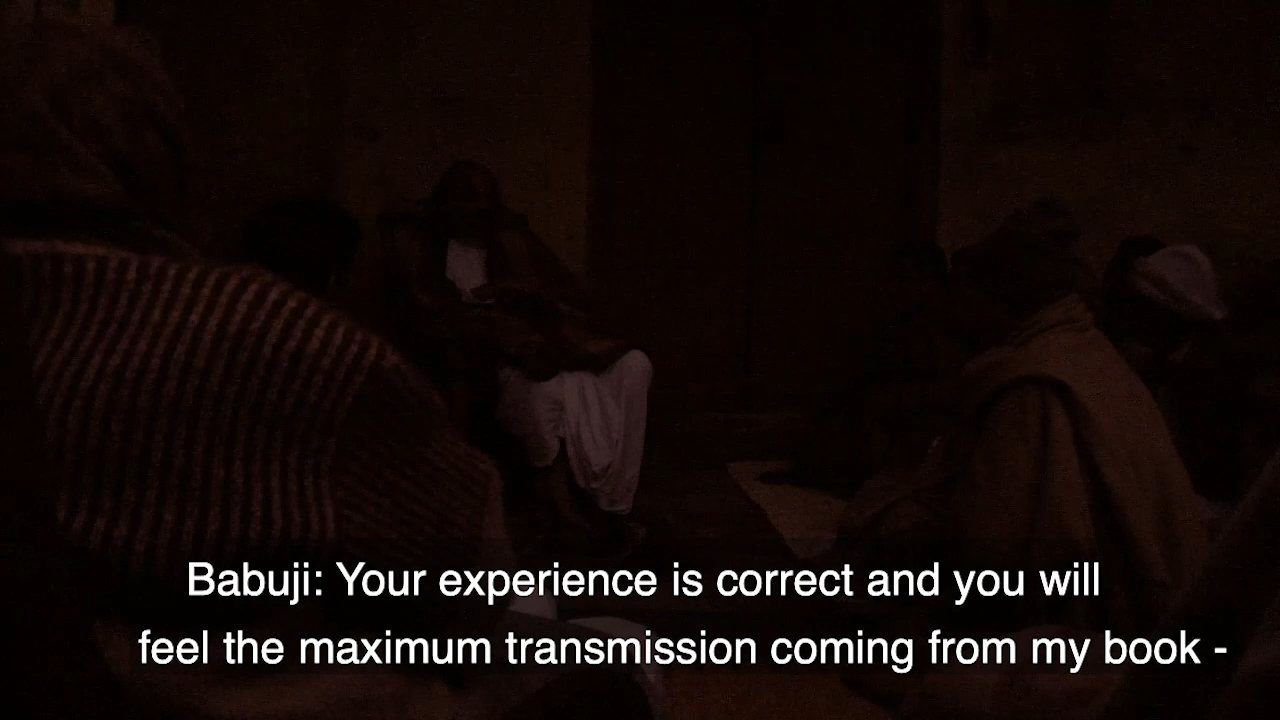 Babuji: Your experience is correct and you will
feel the maximum transmission coming from my book -